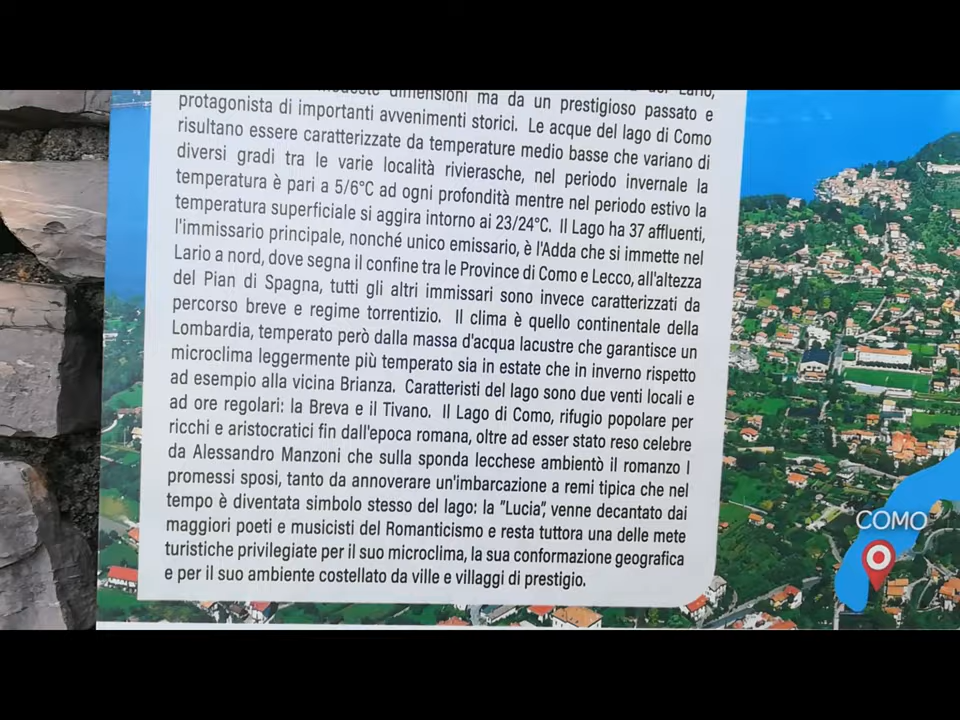 modeste dimensioni ma da un prestigioso passato e
protagonista di importanti avvenimenti storici. Le acque del lago di Como
risultano essere caratterizzate da temperature medio basse che variano di
diversi gradi tra le varie località rivierasche, nel periodo invernale la
temperatura è pari a 5/6°C ad ogni profondità mentre nel periodo estivo la
temperatura superficiale si aggira intorno ai 23/24°C. Il Lago ha 37 affluenti,
l'immissario principale, nonché unico emissario, è l'Adda che si immette nel
Lario a nord, dove segna il confine tra le Province di Como e Lecco, all'altezza
del Pian di Spagna, tutti gli altri immissari sono invece caratterizzati da
percorso breve e regime torrentizio. Il clima è quello continentale della
Lombardia, temperato però dalla massa d'acqua lacustre che garantisce un
microclima leggermente più temperato sia in estate che in inverno rispetto
ad esempio alla vicina Brianza. Caratteristi del lago sono due venti locali e
ad ore regolari: la Breva e il Tivano. Il Lago di Como, rifugio popolare per
ricchi e aristocratici fin dall'epoca romana, oltre ad esser stato reso celebre
da Alessandro Manzoni che sulla sponda lecchese ambientò il romanzo I
promessi sposi, tanto da annoverare un'imbarcazione a remi tipica che nel
tempo è diventata simbolo stesso del lago: la "Lucia", venne decantato dai
maggiori poeti e musicisti del Romanticismo e resta tuttora una delle mete
turistiche privilegiate per il suo microclima, la sua conformazione geografica
e per il suo ambiente costellato da ville e villaggi di prestigio.
COMO